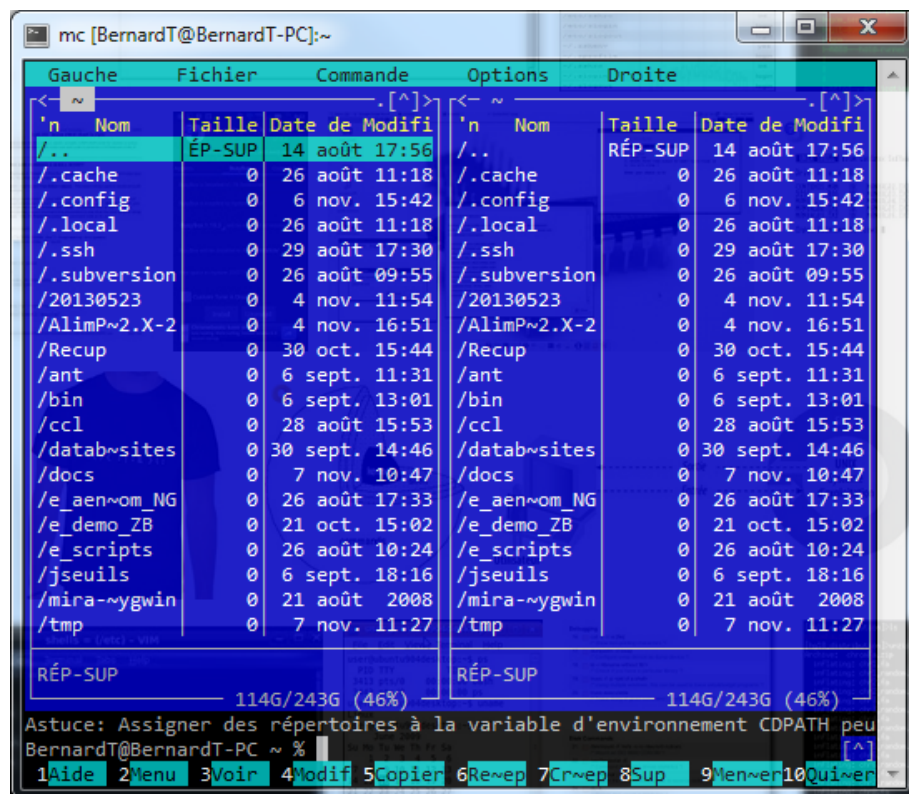 mc [BernardT@BernardT-PC]:~
Gauche Fichier Commande Options Droite
<─ ~ ─.[^]>┐ <─ ~ ─.[^]>
'n Nom Taille Date de Modifi 'n Nom Taille Date de Modifi
/.. ÉP-SUP 14 août 17:56 /.. RÉP-SUP 14 août 17:56
/.cache 0 26 août 11:18 /.cache 0 26 août 11:18
/.config 0 6 nov. 15:42 /.config 0 6 nov. 15:42
/.local 0 26 août 11:18 /.local 0 26 août 11:18
/.ssh 0 29 août 17:30 /.ssh 0 29 août 17:30
/.subversion 0 26 août 09:55 /.subversion 0 26 août 09:55
/20130523 0 4 nov. 11:54 /20130523 0 4 nov. 11:54
/AlimP~2.X-2 0 4 nov. 16:51 /AlimP~2.X-2 0 4 nov. 16:51
/Recup 0 30 oct. 15:44 /Recup 0 30 oct. 15:44
/ant 0 6 sept. 11:31 /ant 0 6 sept. 11:31
/bin 0 6 sept. 13:01 /bin 0 6 sept. 13:01
/ccl 0 28 août 15:53 /ccl 0 28 août 15:53
/datab~sites 0 30 sept. 14:46 /datab~sites 0 30 sept. 14:46
/docs 0 7 nov. 10:47 /docs 0 7 nov. 10:47
/e_aen~om_NG 0 26 août 17:33 /e_aen~om_NG 0 26 août 17:33
/e_demo_ZB 0 21 oct. 15:02 /e_demo_ZB 0 21 oct. 15:02
/e_scripts 0 26 août 10:24 /e_scripts 0 26 août 10:24
/jseuils 0 6 sept. 18:16 /jseuils 0 6 sept. 18:16
/mira-~ygwin 0 21 août 2008 /mira-~ygwin 0 21 août 2008
/tmp 0 7 nov. 11:27 /tmp 0 7 nov. 11:27
RÉP-SUP RÉP-SUP
114G/243G (46%) 114G/243G (46%)
Astuce: Assigner des répertoires à la variable d'environnement CDPATH peu
BernardT@BernardT-PC ~ % [^]
1Aide 2Menu 3Voir 4Modif 5Copier 6Re~ep 7Cr~ep 8Sup 9Men~er 10Qui~er